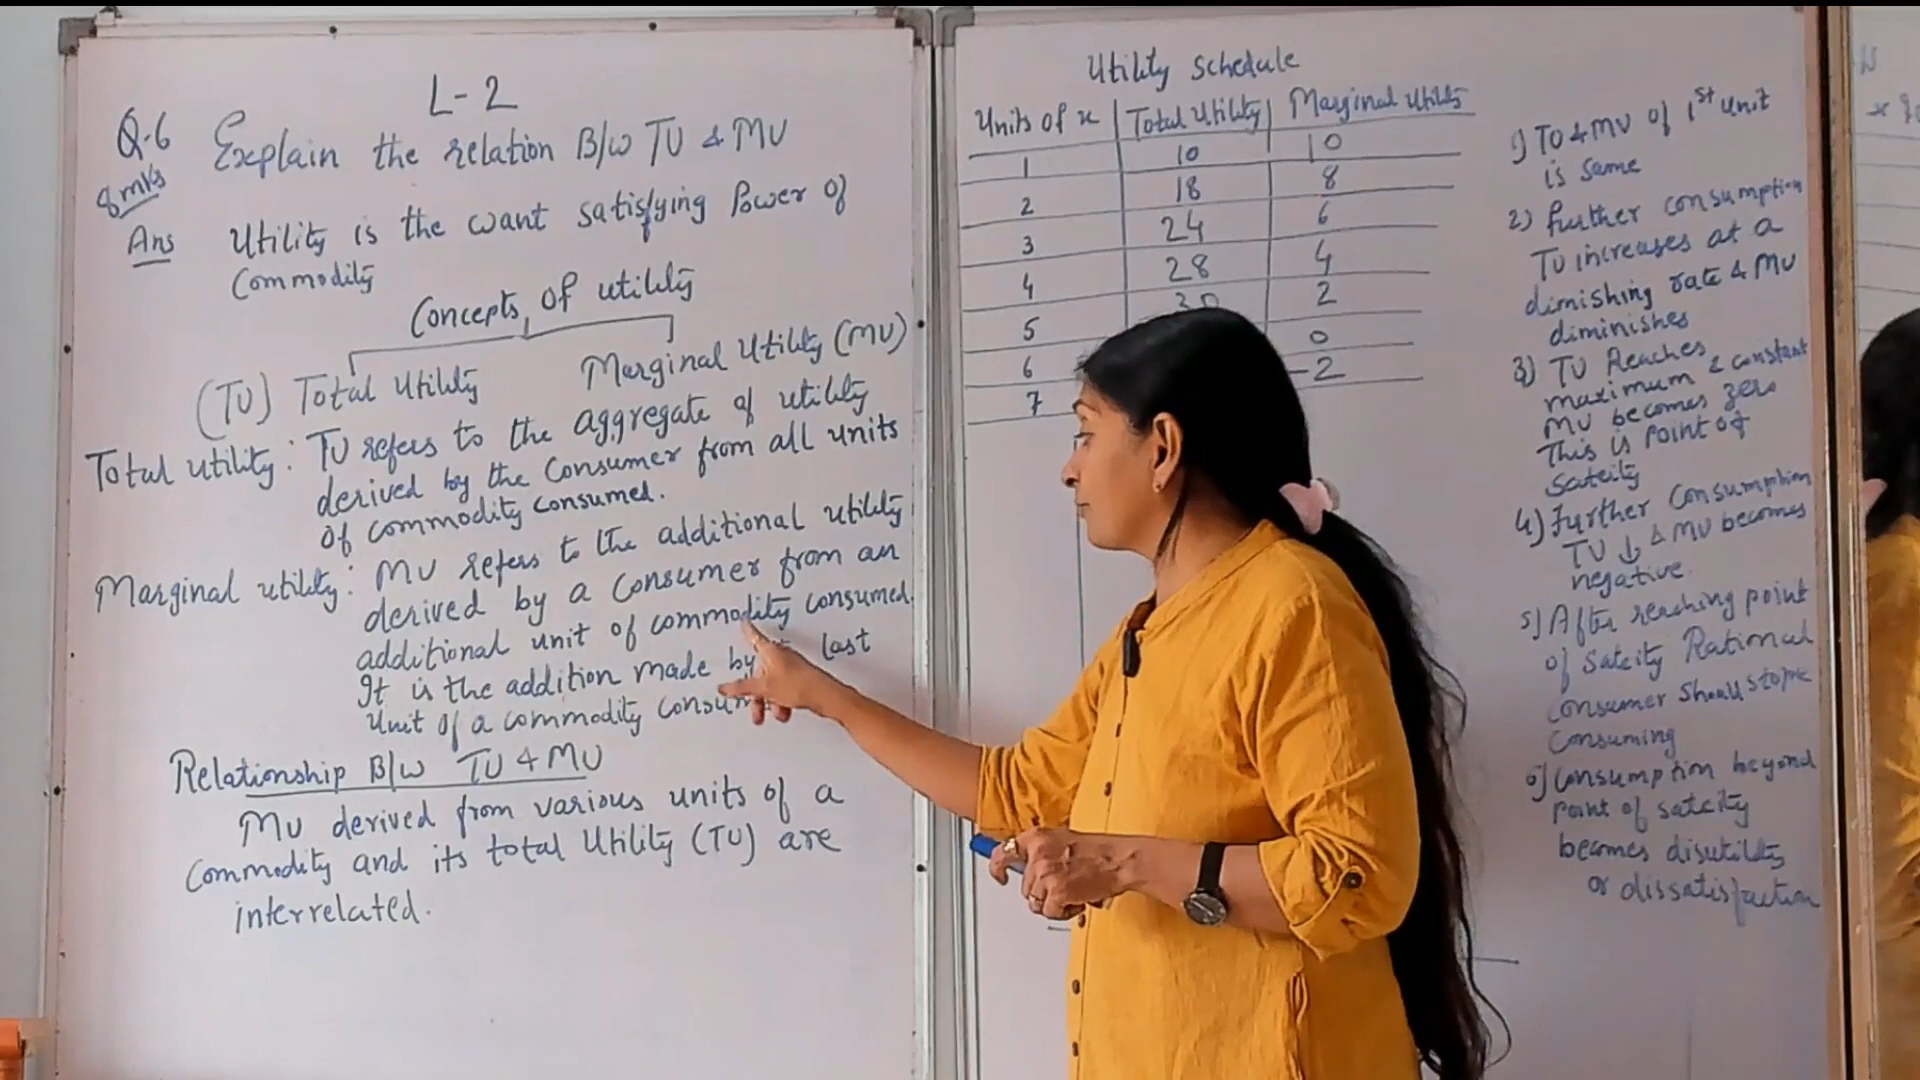 L-2
Q.6 Explain the relation B/w TU & MU
8mks
Ans Utility is the want satisfying Power of
Commodity
Concepts of utility
(TU) Total Utility Marginal Utility (MU)
Total utility: TU refers to the aggregate of utility
derived by the Consumer from all units
of commodity consumed.
Marginal utility: MU refers to the additional utility
derived by a Consumer from an
additional unit of commodity consumed.
It is the addition made by last
Unit of a commodity
Relationship B/w TU & MU
MU derived from various units of a
Commodity and its total Utility (TU) are
interrelated.
Utility Schedule
Units of x Total Utility Marginal Utility
1 10 10
2 18 8
3 24 6
4 28 4
5 30 2
6 0
7 -2
1) TU & MU of 1st unit
is same
2) further consumption
TU increases at a
dimishing rate & MU
diminishes
3) TU Reaches
maximum & constant
MU becomes zero
This is point of
Sateity
4) Further Consumption
TU ↓ & MU becomes
negative.
5) After reaching point
of Sateity Rational
Consumer should stop
consuming
6) Consumption beyond
point of sateity
becomes disutility
or dissatisfaction